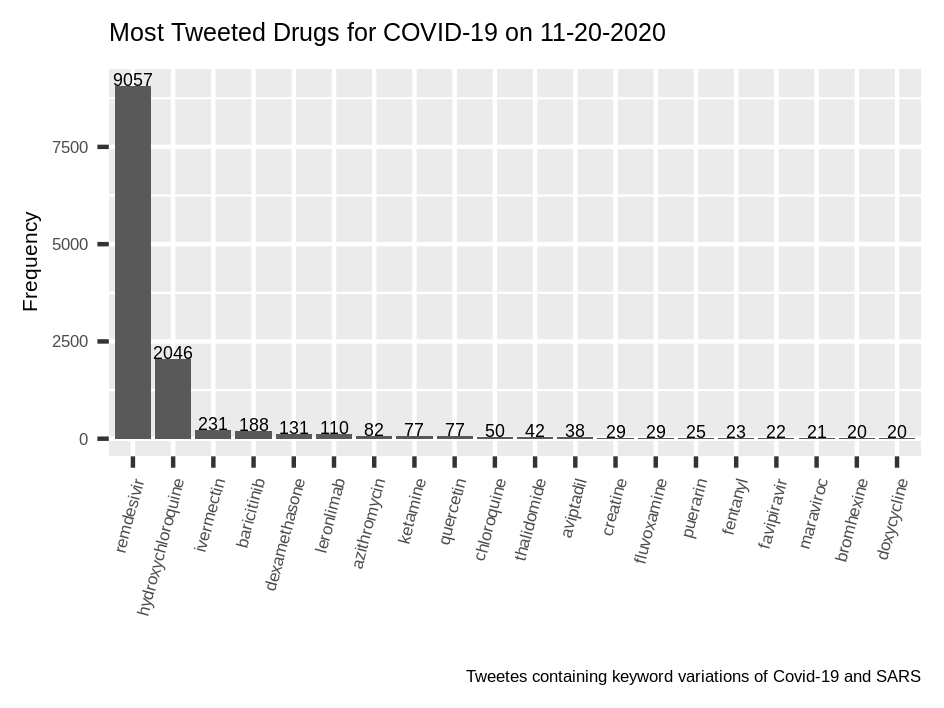 Most Tweeted Drugs for COVID-19 on 11-20-2020
Frequency
7500
5000
2500
0
9057
2046
231
188
131
110
82
77
77
50
42
38
29
29
25
23
22
21
20
20
remdesivir
hydroxychloroquine
ivermectin
baricitinib
dexamethasone
leronlimab
azithromycin
ketamine
quercetin
chloroquine
thalidomide
aviptadil
creatine
fluvoxamine
puerarin
fentanyl
favipiravir
maraviroc
bromhexine
doxycycline
Tweetes containing keyword variations of Covid-19 and SARS